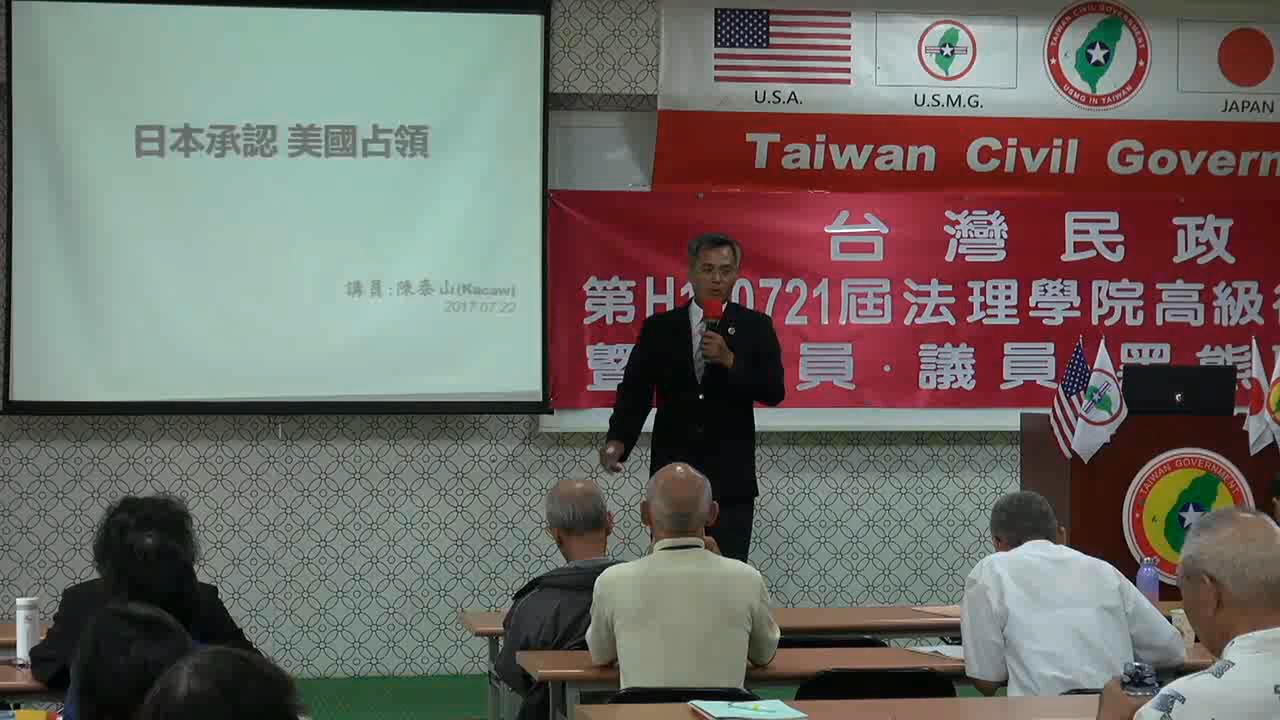 日本承認 美國占領
講員:陳泰山(Kacaw)
2017.07.22
U.S.A.
U.S.M.G.
TAIWAN CIVIL GOVERNMENT
USMG IN TAIWAN
JAPAN
Taiwan Civil Govern
台灣民政
第H1 0721屆法理學院高級
暨 員·議員
TAIWAN GOVERNMENT